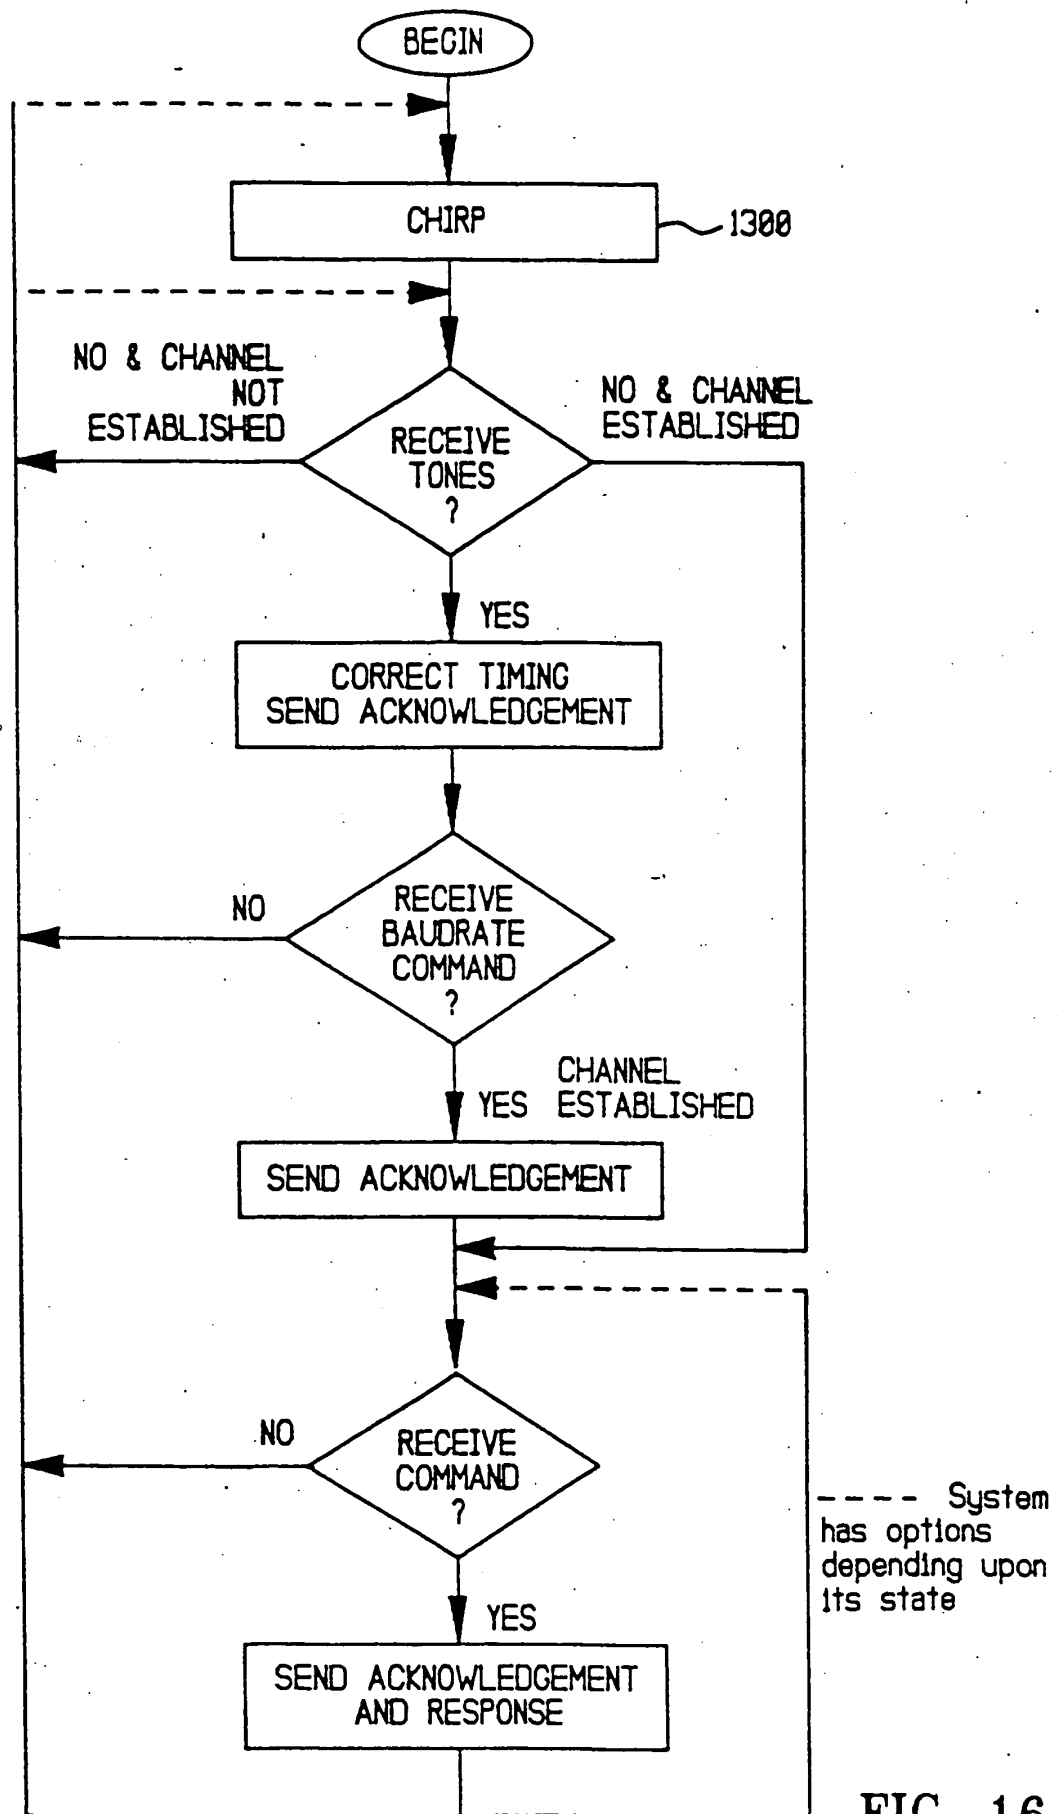 BEGIN
CHIRP
1300
NO & CHANNEL
NOT
ESTABLISHED
NO & CHANNEL
ESTABLISHED
RECEIVE
TONES
?
YES
CORRECT TIMING
SEND ACKNOWLEDGEMENT
NO
RECEIVE
BAUDRATE
COMMAND
?
CHANNEL
YES ESTABLISHED
SEND ACKNOWLEDGEMENT
NO
RECEIVE
COMMAND
?
---- System
has options
depending upon
its state
YES
SEND ACKNOWLEDGEMENT
AND RESPONSE
FIG. 16